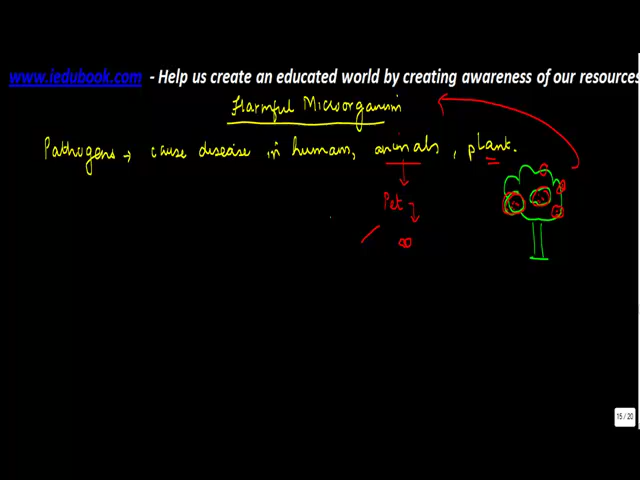 www.iedubook.com - Help us create an educated world by creating awareness of our resources
Harmful Microorganism
Pathogens → cause disease in humans, animals, plant.
Pet
15 / 20